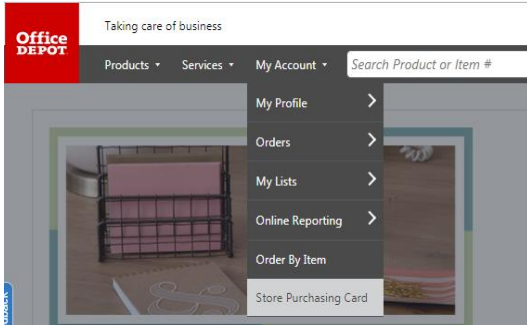 Office
DEPOT
Taking care of business
Products
Services
My Account
Search Product or Item #
My Profile
Orders
My Lists
Online Reporting
Order By Item
Store Purchasing Card
&